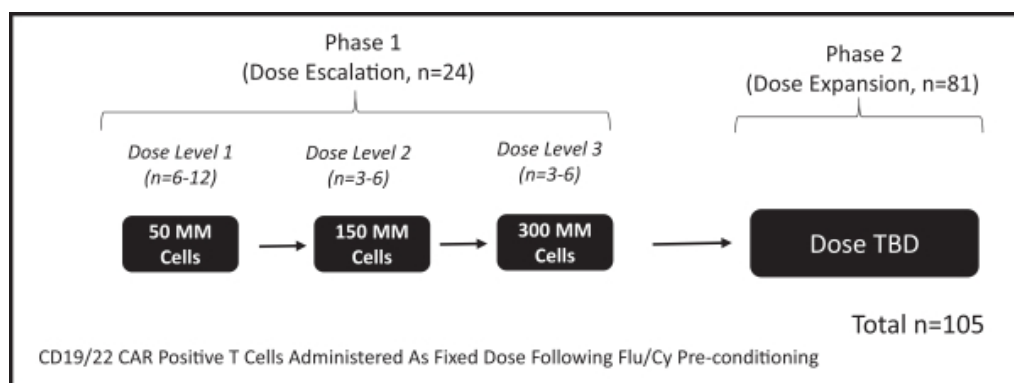 Phase 1
(Dose Escalation, n=24)
Phase 2
(Dose Expansion, n=81)
Dose Level 1
(n=6-12)
Dose Level 2
(n=3-6)
Dose Level 3
(n=3-6)
50 MM
Cells
150 MM
Cells
300 MM
Cells
Dose TBD
Total n=105
CD19/22 CAR Positive T Cells Administered As Fixed Dose Following Flu/Cy Pre-conditioning